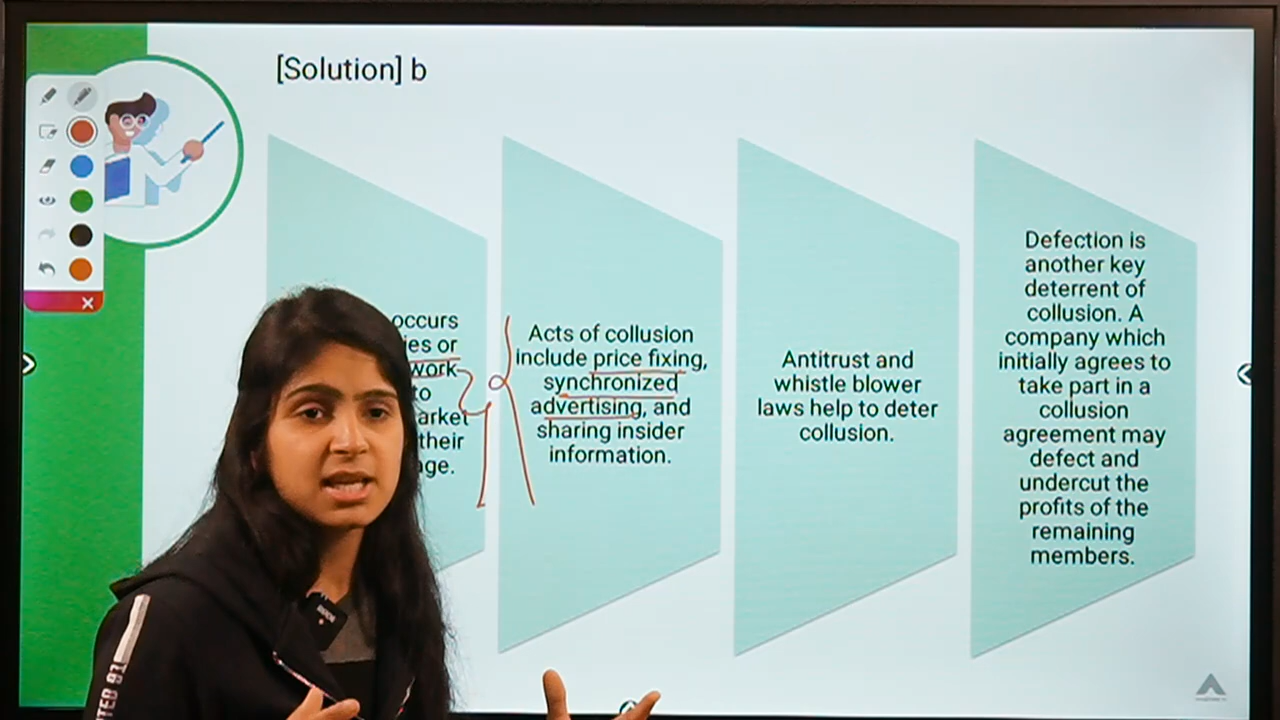 [Solution] b
occurs
ies or
work
to
arket
their
ge.
Acts of collusion
include price fixing,
synchronized
advertising, and
sharing insider
information.
Antitrust and
whistle blower
laws help to deter
collusion.
Defection is
another key
deterrent of
collusion. A
company which
initially agrees to
take part in a
collusion
agreement may
defect and
undercut the
profits of the
remaining
members.